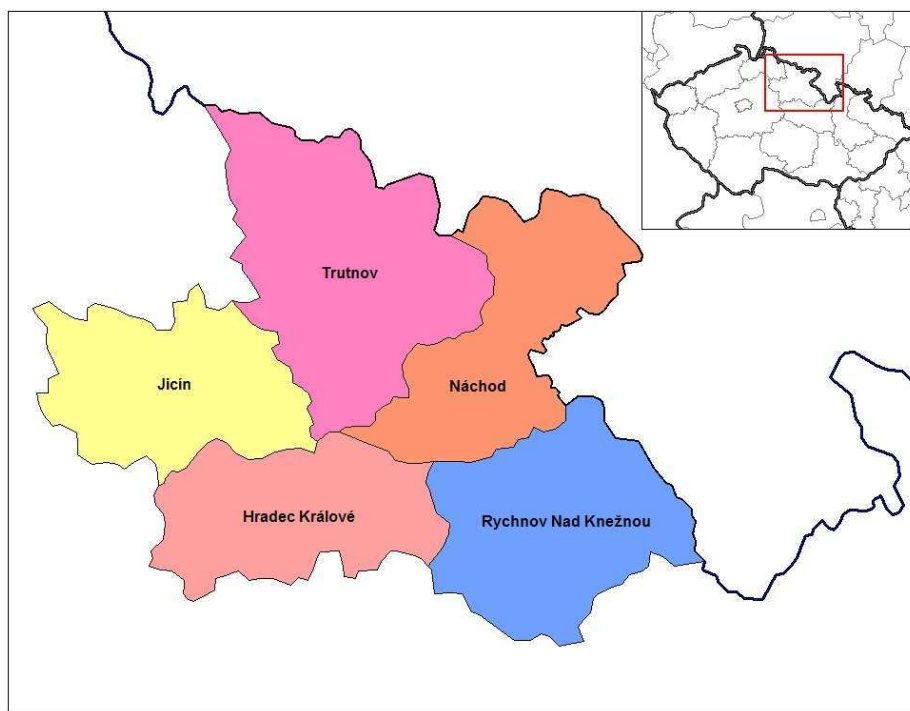 Trutnov
Jicín
Náchod
Hradec Králové
Rychnov Nad Knežnou